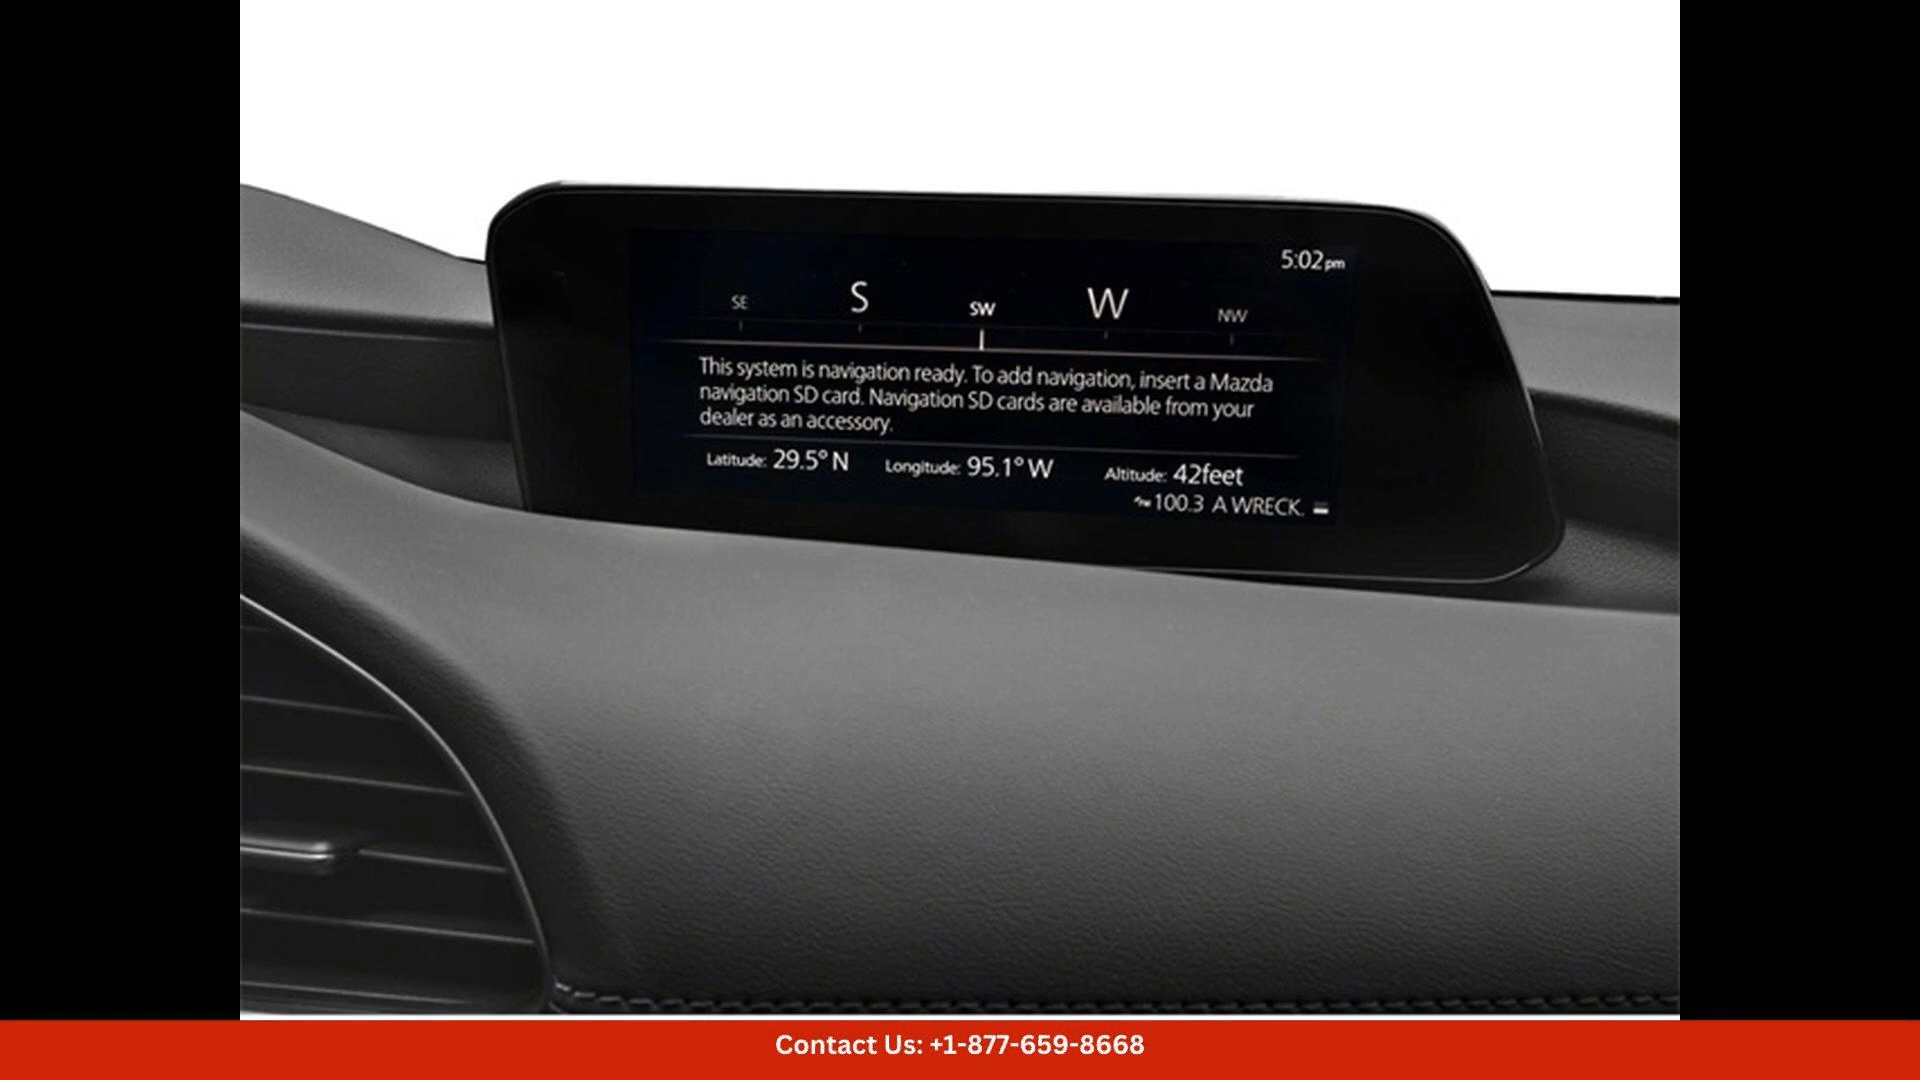 5:02pm
SE S SW W NW
This system is navigation ready. To add navigation, insert a Mazda
navigation SD card. Navigation SD cards are available from your
dealer as an accessory.
Latitude: 29.5° N Longitude: 95.1° W Altitude: 42feet
100.3 A WRECK.
Contact Us: +1-877-659-8668